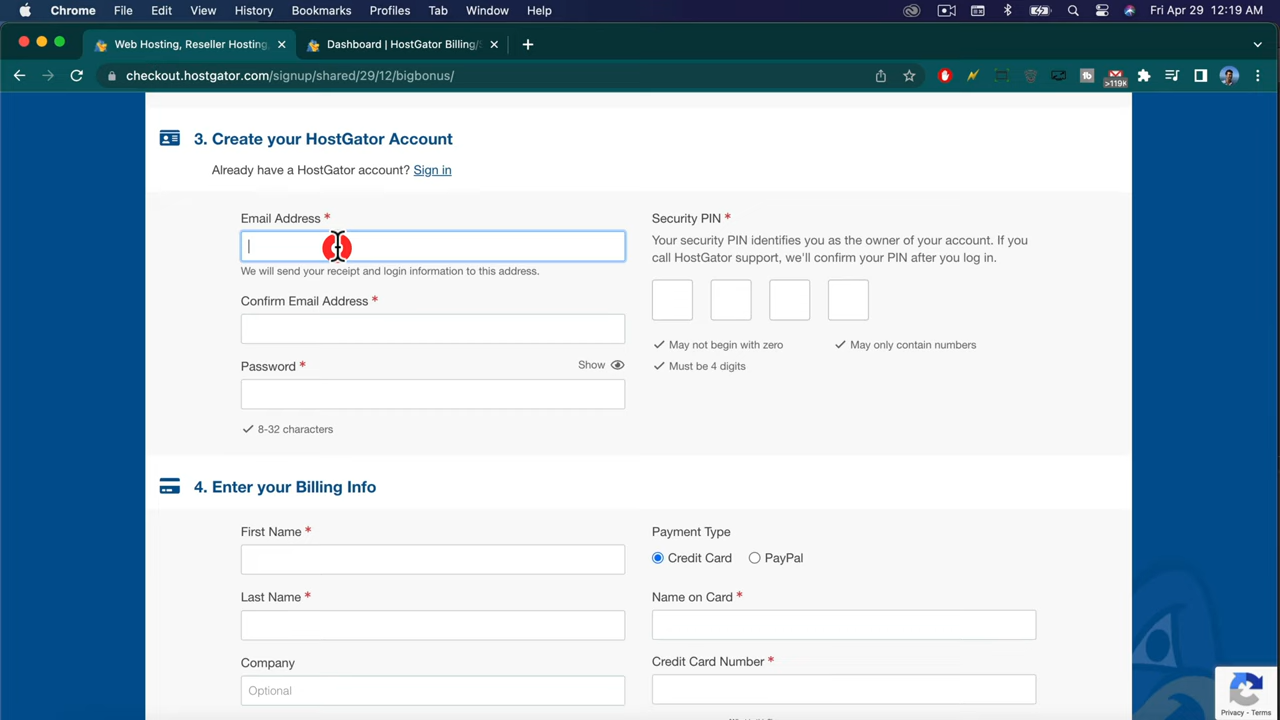 Chrome File Edit View History Bookmarks Profiles Tab Window Help Fri Apr 29 12:19 AM
Web Hosting, Reseller Hosting, Dashboard | HostGator Billing/
checkout.hostgator.com/signup/shared/29/12/bigbonus/
>119K
3. Create your HostGator Account
Already have a HostGator account? Sign in
Email Address *
We will send your receipt and login information to this address.
Confirm Email Address *
Password * Show
8-32 characters
Security PIN *
Your security PIN identifies you as the owner of your account. If you
call HostGator support, we'll confirm your PIN after you log in.
May not begin with zero May only contain numbers
Must be 4 digits
4. Enter your Billing Info
First Name *
Last Name *
Company
Optional
Payment Type
Credit Card PayPal
Name on Card *
Credit Card Number *
Privacy - Terms